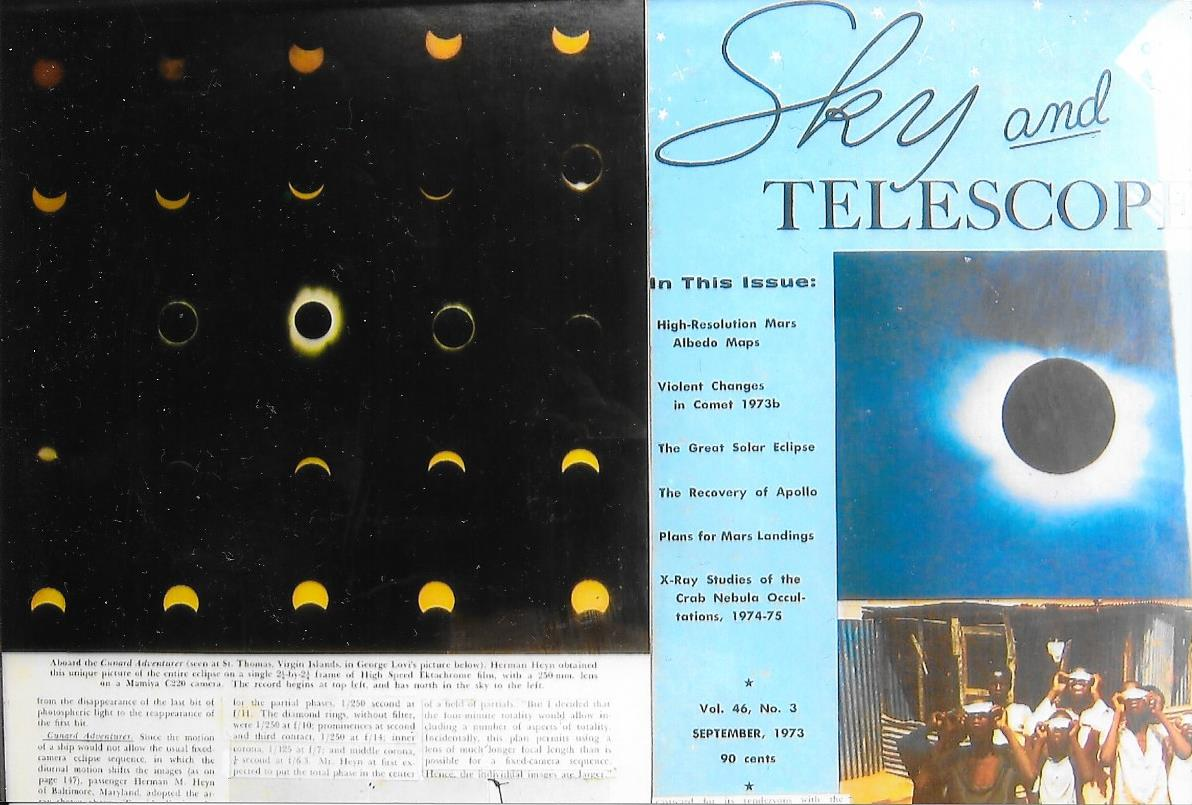 Aboard the Cunard Adventurer (seen at St. Thomas, Virgin Islands, in George Lovi's picture below), Herman Heyn obtained
this unique picture of the entire eclipse on a single 2¼-by-2¼ frame of High Speed Ektachrome film, with a 250-mm. lens
on a Mamiya C220 camera. The record begins at top left, and has north in the sky to the left.
from the disappearance of the last bit of
photospheric light to the reappearance of
the first bit.
Cunard Adventurer. Since the motion
of a ship would not allow the usual fixed-
camera eclipse sequence, in which the
diurnal motion shifts the images (as on
page 147), passenger Herman M. Heyn
of Baltimore, Maryland, adopted the ar-
for the partial phases, 1/250 second at
f/11. The diamond rings, without filter,
were 1/250 at f/10; prominences at second
and third contact, 1/250 at f/14; inner
corona, 1/125 at f/7; and middle corona,
second at f/6.3. Mr. Heyn at first ex-
pected to put the total phase in the center
of a field of partials. "But I decided that
the four-minute totality would allow in-
cluding a number of aspects of totality.
Incidentally, this plan permits using a
lens of much longer focal length than is
possible for a fixed-camera sequence.
Hence, the individual images are larger."
Sky and
TELESCOPE
In This Issue:
High-Resolution Mars
Albedo Maps
Violent Changes
in Comet 1973b
The Great Solar Eclipse
The Recovery of Apollo
Plans for Mars Landings
X-Ray Studies of the
Crab Nebula Occul-
tations, 1974-75
★
Vol. 46, No. 3
SEPTEMBER, 1973
90 cents
★
for its rendezvous with the